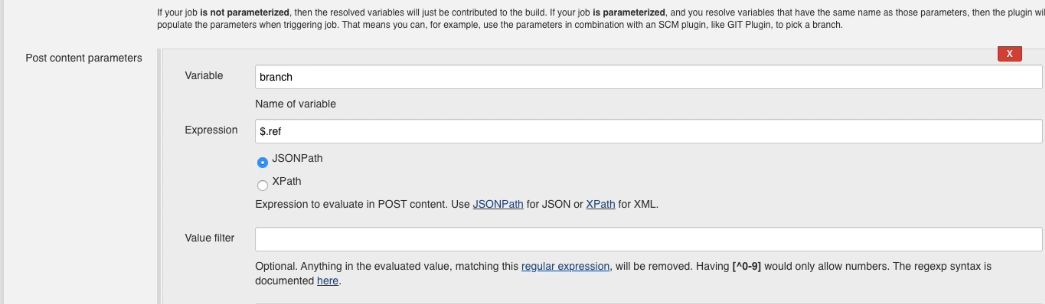 If your job is not parameterized, then the resolved variables will just be contributed to the build. If your job is parameterized, and you resolve variables that have the same name as those parameters, then the plugin wil
populate the parameters when triggering job. That means you can, for example, use the parameters in combination with an SCM plugin, like GIT Plugin, to pick a branch.
Post content parameters
X
Variable
branch
Name of variable
Expression
$.ref
JSONPath
XPath
Expression to evaluate in POST content. Use JSONPath for JSON or XPath for XML.
Value filter
Optional. Anything in the evaluated value, matching this regular expression, will be removed. Having [^0-9] would only allow numbers. The regexp syntax is
documented here.